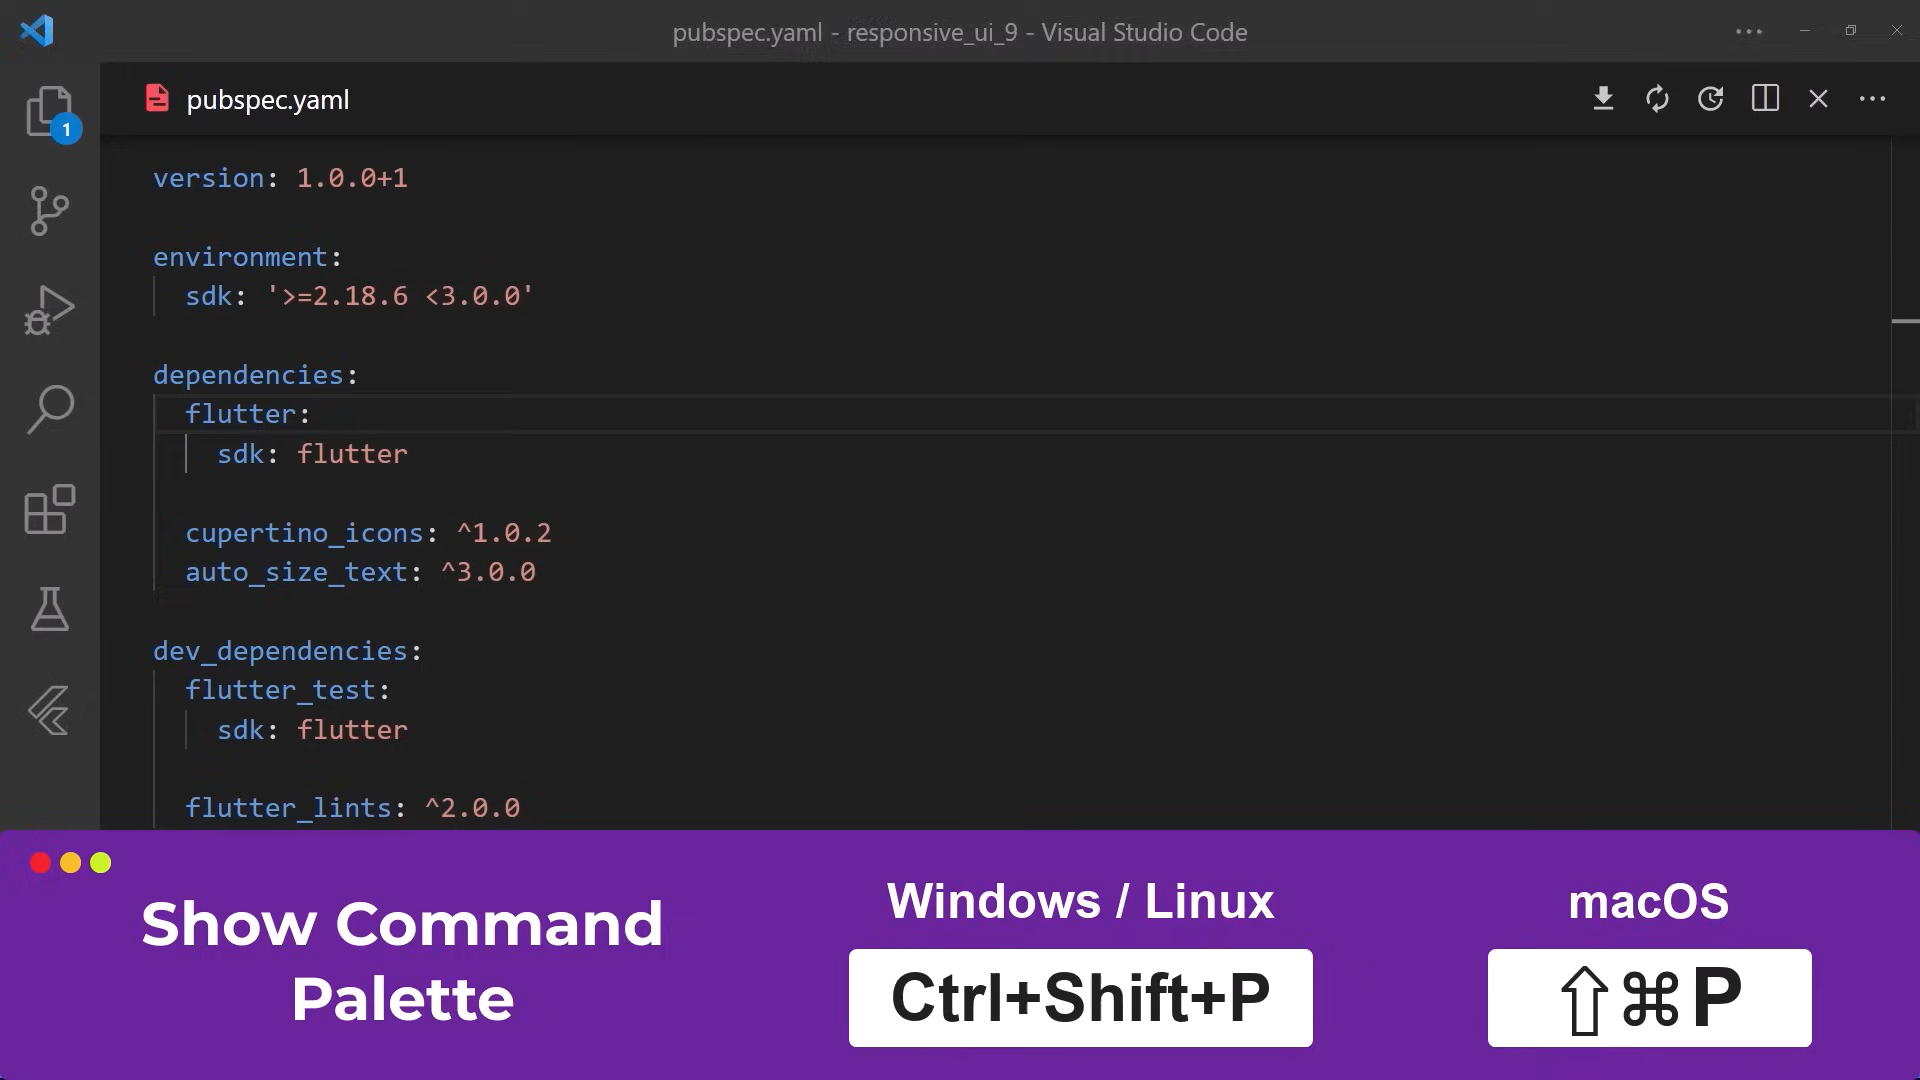 pubspec.yaml - responsive_ui_9 - Visual Studio Code
pubspec.yaml
1
version: 1.0.0+1
environment:
sdk: '>=2.18.6 <3.0.0'
dependencies:
flutter:
sdk: flutter
cupertino_icons: ^1.0.2
auto_size_text: ^3.0.0
dev_dependencies:
flutter_test:
sdk: flutter
flutter_lints: ^2.0.0
Show Command
Palette
Windows / Linux
Ctrl+Shift+P
macOS
⇧⌘P